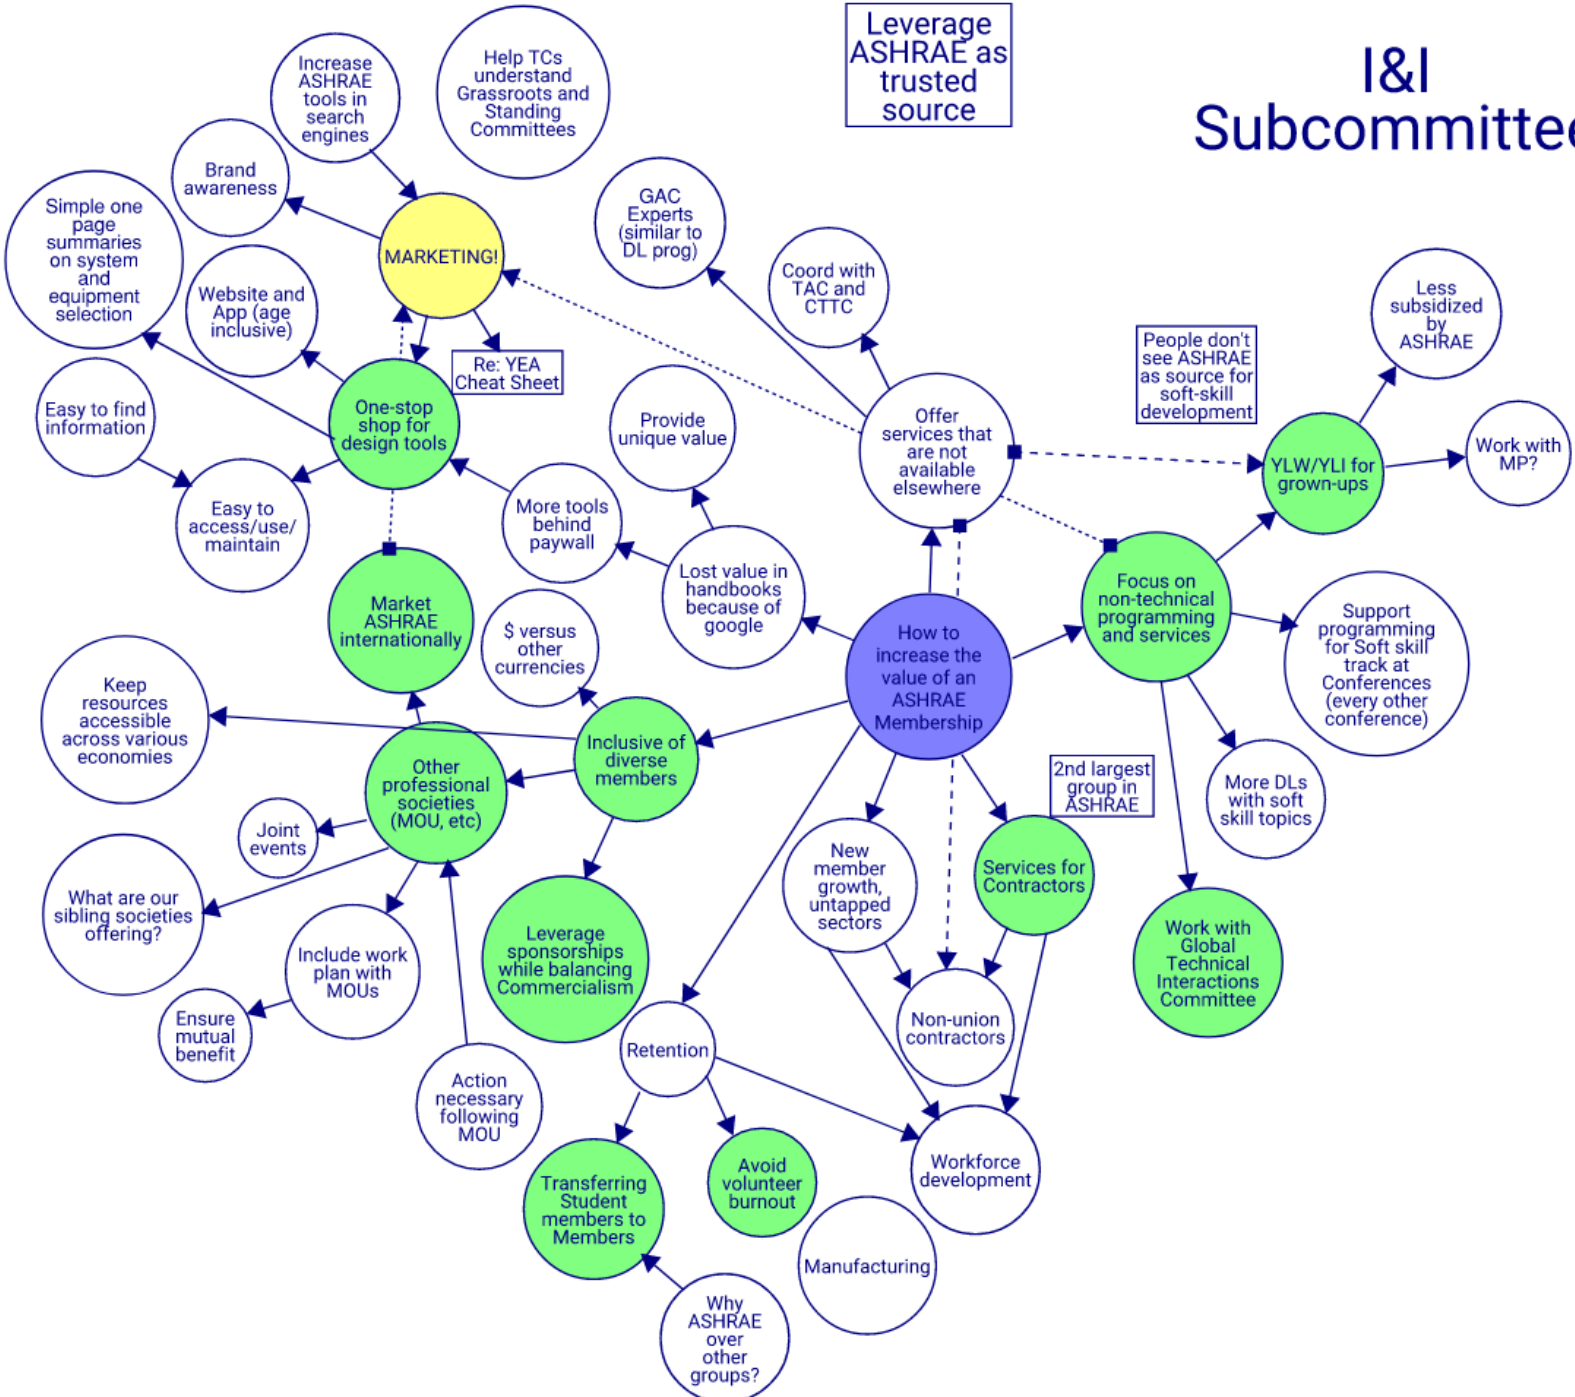 Leverage
ASHRAE as
trusted
source
I&I
Subcommittee
Increase
ASHRAE
tools in
search
engines
Help TCs
understand
Grassroots and
Standing
Committees
Brand
awareness
Simple one
page
summaries
on system
and
equipment
selection
MARKETING!
GAC
Experts
(similar to
DL prog)
Coord with
TAC and
CTTC
Website and
App (age
inclusive)
Less
subsidized
by
ASHRAE
Re: YEA
Cheat Sheet
People don't
see ASHRAE
as source for
soft-skill
development
Easy to find
information
One-stop
shop for
design tools
Provide
unique value
Offer
services that
are not
available
elsewhere
YLW/YLI for
grown-ups
Work with
MP?
Easy to
access/use/
maintain
More tools
behind
paywall
Lost value in
handbooks
because of
google
Focus on
non-technical
programming
and services
Market
ASHRAE
internationally
$ versus
other
currencies
How to
increase the
value of an
ASHRAE
Membership
Support
programming
for Soft skill
track at
Conferences
(every other
conference)
Keep
resources
accessible
across various
economies
Other
professional
societies
(MOU, etc)
Inclusive of
diverse
members
2nd largest
group in
ASHRAE
More DLs
with soft
skill topics
Joint
events
New
member
growth,
untapped
sectors
Services for
Contractors
What are our
sibling societies
offering?
Include work
plan with
MOUs
Leverage
sponsorships
while balancing
Commercialism
Work with
Global
Technical
Interactions
Committee
Ensure
mutual
benefit
Retention
Non-union
contractors
Action
necessary
following
MOU
Transferring
Student
members to
Members
Avoid
volunteer
burnout
Workforce
development
Manufacturing
Why
ASHRAE
over
other
groups?